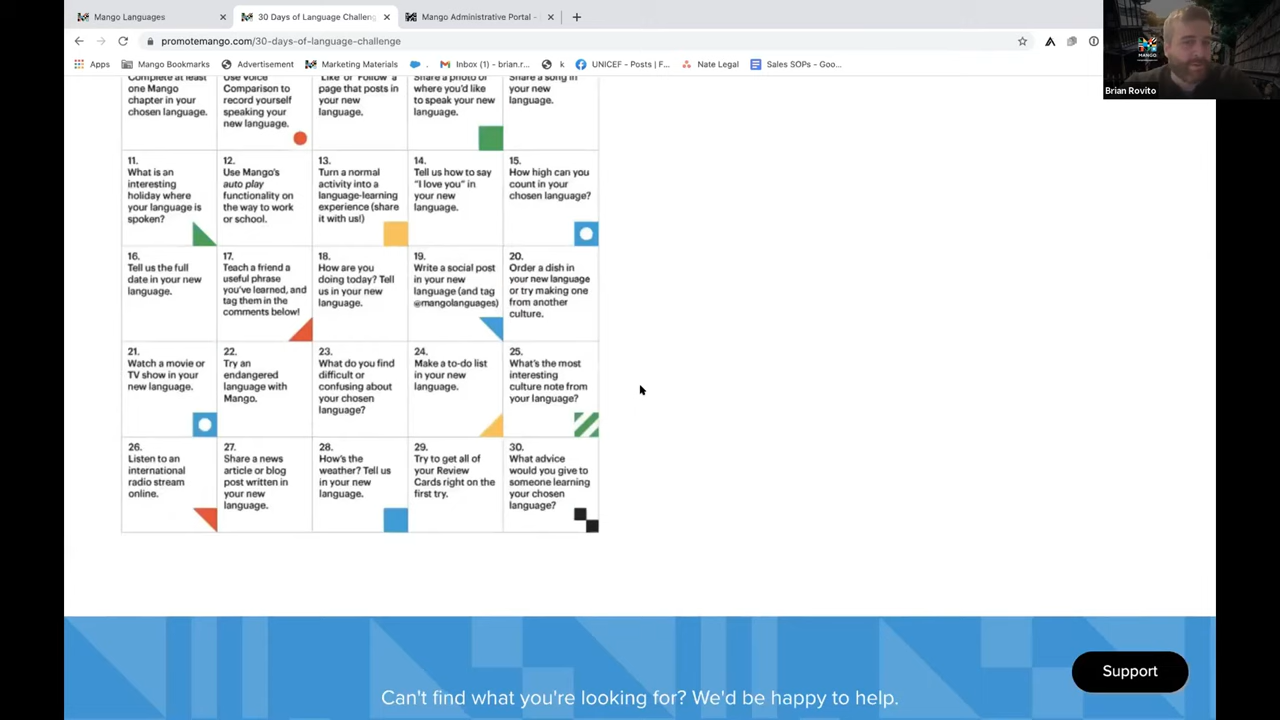 Mango Languages
30 Days of Language Challeng
Mango Administrative Portal -
promotemango.com/30-days-of-language-challenge
Apps
Mango Bookmarks
Advertisement
Marketing Materials
.
Inbox (1) - brian.r...
k
UNICEF - Posts | F...
Nate Legal
Sales SOPs - Goo...
MANGO
Brian Rovito
Complete at least
one Mango
chapter in your
chosen language.
Use Voice
Comparison to
record yourself
speaking your
new language.
'Like' or 'Follow' a
page that posts in
your new
language.
Share a photo of
where you'd like
to speak your new
language.
Share a song in
your new
language.
11.
What is an
interesting
holiday where
your language is
spoken?
12.
Use Mango's
auto play
functionality on
the way to work
or school.
13.
Turn a normal
activity into a
language-learning
experience (share
it with us!)
14.
Tell us how to say
"I love you" in
your new
language.
15.
How high can you
count in your
chosen language?
16.
Tell us the full
date in your new
language.
17.
Teach a friend a
useful phrase
you've learned, and
tag them in the
comments below!
18.
How are you
doing today? Tell
us in your new
language.
19.
Write a social post
in your new
language (and tag
@mangolanguages)
20.
Order a dish in
your new language
or try making one
from another
culture.
21.
Watch a movie or
TV show in your
new language.
22.
Try an
endangered
language with
Mango.
23.
What do you find
difficult or
confusing about
your chosen
language?
24.
Make a to-do list
in your new
language.
25.
What's the most
interesting
culture note from
your language?
26.
Listen to an
international
radio stream
online.
27.
Share a news
article or blog
post written in
your new
language.
28.
How's the
weather? Tell us
in your new
language.
29.
Try to get all of
your Review
Cards right on the
first try.
30.
What advice
would you give to
someone learning
your chosen
language?
Support
Can't find what you're looking for? We'd be happy to help.